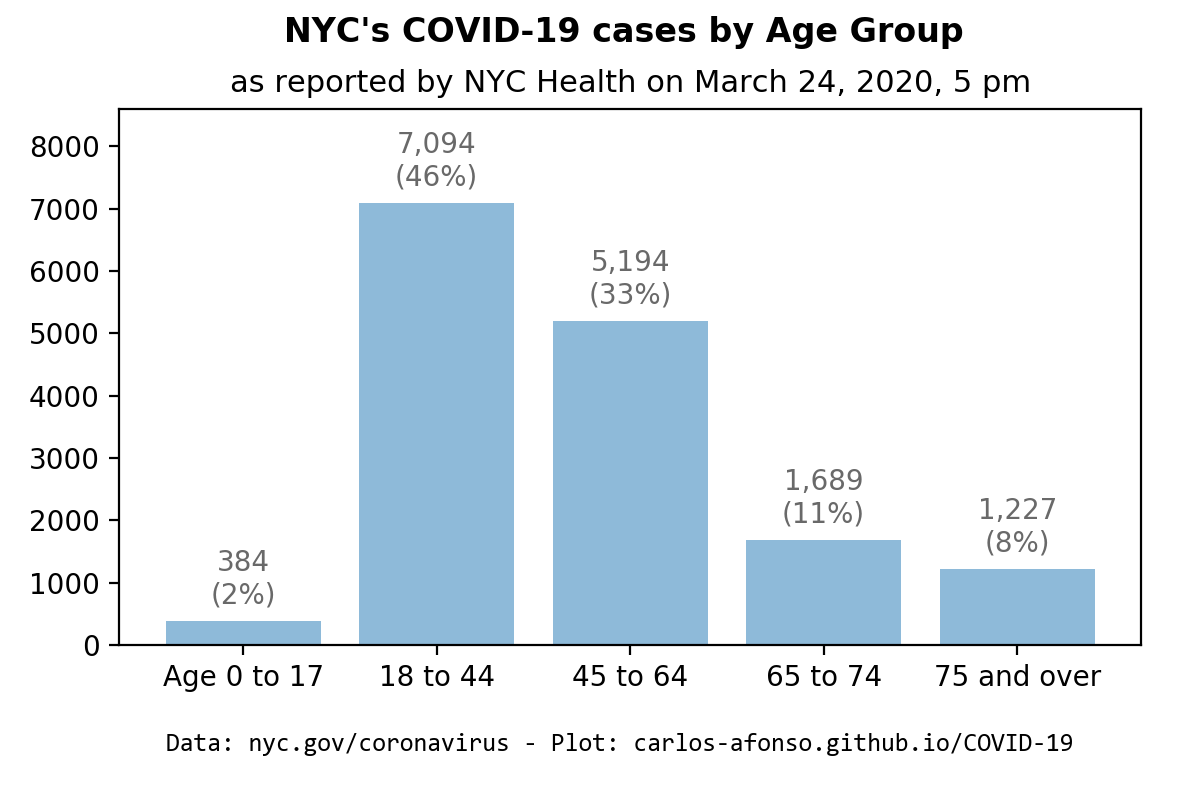 NYC's COVID-19 cases by Age Group
as reported by NYC Health on March 24, 2020, 5 pm
8000
7000
6000
5000
4000
3000
2000
1000
0
384
(2%)
7,094
(46%)
5,194
(33%)
1,689
(11%)
1,227
(8%)
Age 0 to 17
18 to 44
45 to 64
65 to 74
75 and over
Data: nyc.gov/coronavirus - Plot: carlos-afonso.github.io/COVID-19